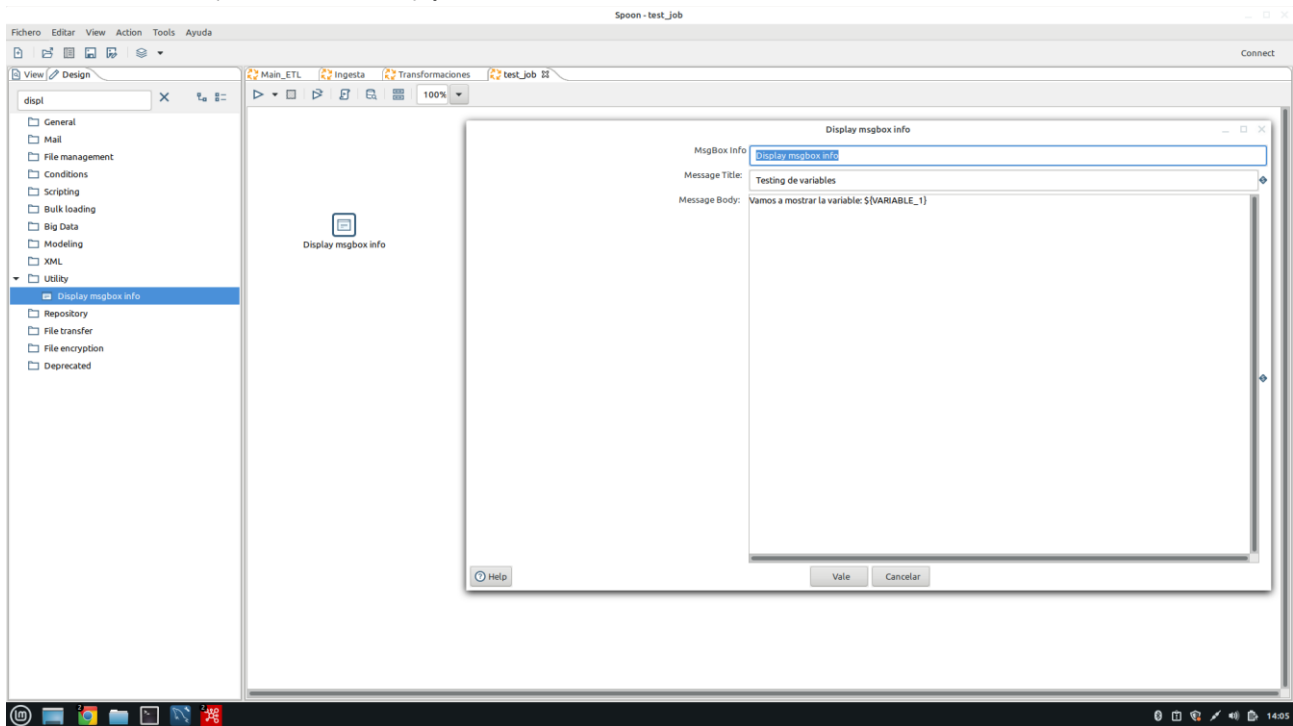 Spoon - test_job
Fichero Editar View Action Tools Ayuda
Connect
View Design
Main_ETL Ingesta Transformaciones test_job
displ
100%
General
Mail
File management
Conditions
Scripting
Bulk loading
Big Data
Modeling
XML
Utility
Display msgbox info
Repository
File transfer
File encryption
Deprecated
Display msgbox info
Display msgbox info
MsgBox Info Display msgbox info
Message Title: Testing de variables
Message Body: Vamos a mostrar la variable: ${VARIABLE_1}
Help
Vale Cancelar
2 2
14:05